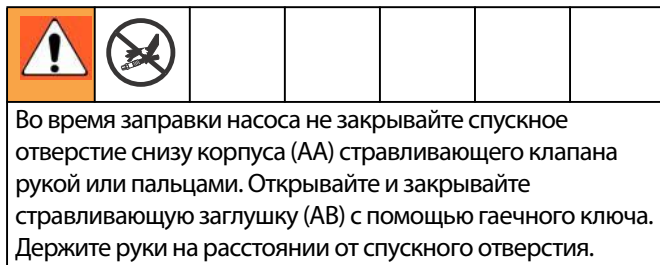 Во время заправки насоса не закрывайте спускное
отверстие снизу корпуса (AA) стравливающего клапана
рукой или пальцами. Открывайте и закрывайте
стравливающую заглушку (AB) с помощью гаечного ключа.
Держите руки на расстоянии от спускного отверстия.